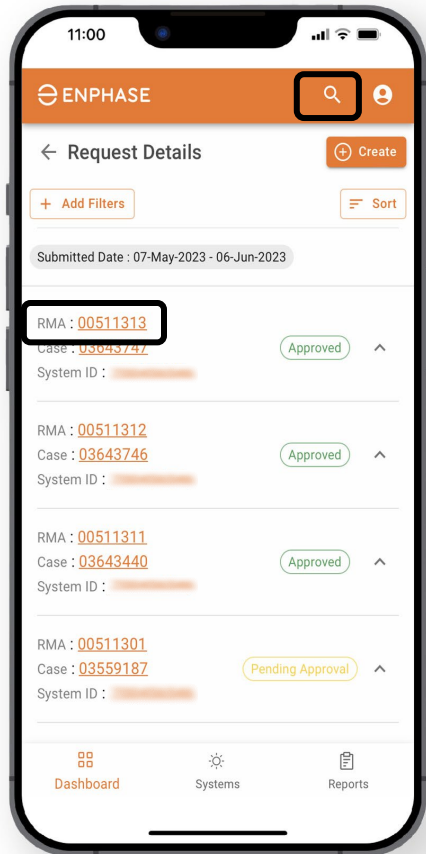 11:00
ENPHASE
Request Details
Create
+ Add Filters
Sort
Submitted Date : 07-May-2023 - 06-Jun-2023
RMA : 00511313
Case : 03643747
Approved
System ID :
RMA : 00511312
Case : 03643746
Approved
System ID :
RMA : 00511311
Case : 03643440
Approved
System ID :
RMA : 00511301
Case : 03559187
Pending Approval
System ID :
Dashboard
Systems
Reports